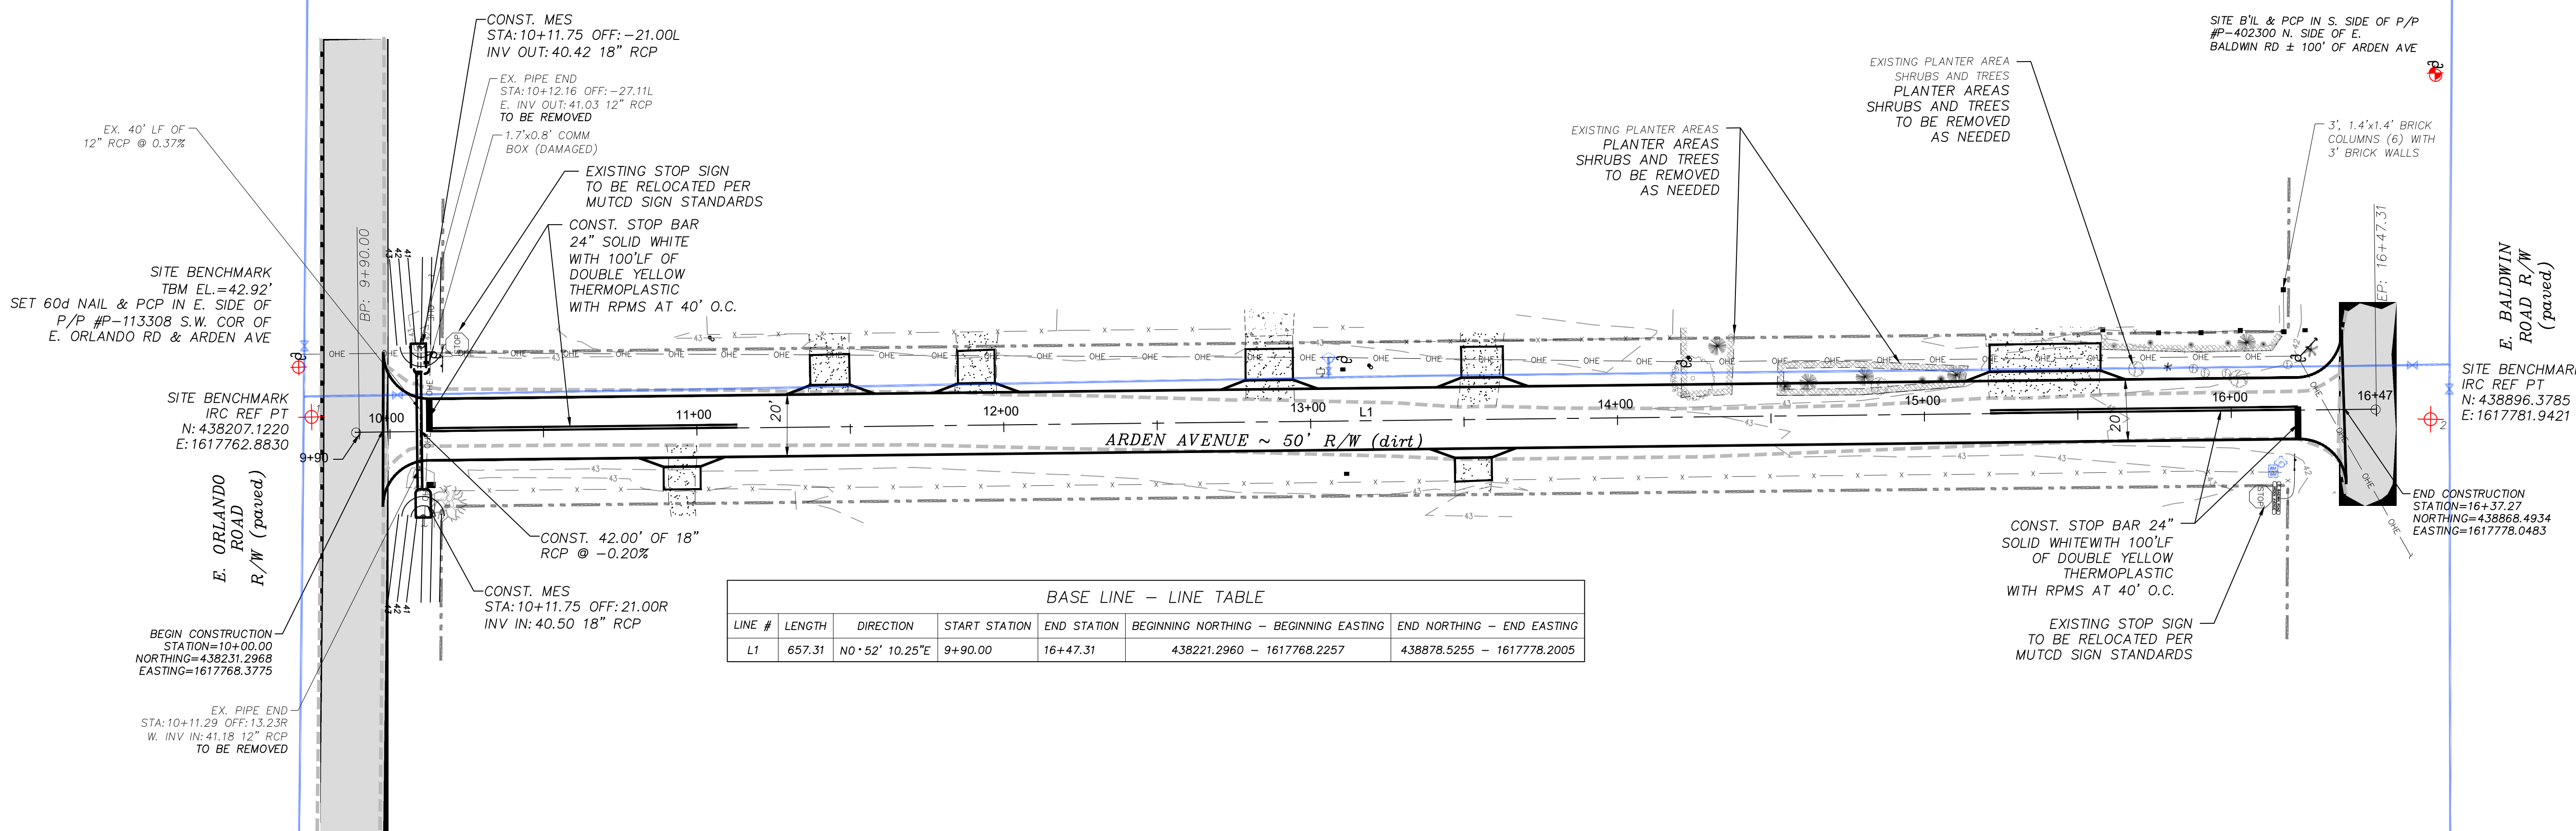 CONST. MES
STA:10+11.75 OFF:-21.00L
INV OUT:40.42 18" RCP
EX. PIPE END
STA:10+12.16 OFF:-27.11L
E. INV OUT:41.03 12" RCP
TO BE REMOVED
1.7'x0.8' COMM
BOX (DAMAGED)
EX. 40' LF OF
12" RCP @ 0.37%
EXISTING STOP SIGN
TO BE RELOCATED PER
MUTCD SIGN STANDARDS
CONST. STOP BAR
24" SOLID WHITE
WITH 100'LF OF
DOUBLE YELLOW
THERMOPLASTIC
WITH RPMS AT 40' O.C.
SITE BENCHMARK
TBM EL.=42.92'
SET 60d NAIL & PCP IN E. SIDE OF
P/P #P-113308 S.W. COR OF
E. ORLANDO RD & ARDEN AVE
SITE BENCHMARK
IRC REF PT
N:438207.1220
E:1617762.8830
BP: 9+90.00
43
42
41
STOP
EXISTING PLANTER AREAS
PLANTER AREAS
SHRUBS AND TREES
TO BE REMOVED
AS NEEDED
EXISTING PLANTER AREA
SHRUBS AND TREES
PLANTER AREAS
SHRUBS AND TREES
TO BE REMOVED
AS NEEDED
SITE B'IL & PCP IN S. SIDE OF P/P
#P-402300 N. SIDE OF E.
BALDWIN RD ± 100' OF ARDEN AVE
3', 1.4'x1.4' BRICK
COLUMNS (6) WITH
3' BRICK WALLS
EP: 16+47.31
E. BALDWIN
ROAD R/W
(paved)
SITE BENCHMARK
IRC REF PT
N:438896.3785
E:1617781.9421
2
9+90
10+00
11+00
12+00
13+00
14+00
15+00
16+00
16+47
L1
20'
20'
ARDEN AVENUE ~ 50' R/W (dirt)
E. ORLANDO
ROAD
R/W (paved)
43
42
41
CONST. 42.00' OF 18"
RCP @ -0.20%
CONST. MES
STA:10+11.75 OFF:21.00R
INV IN:40.50 18" RCP
BEGIN CONSTRUCTION
STATION=10+00.00
NORTHING=438231.2968
EASTING=1617768.3775
EX. PIPE END
STA:10+11.29 OFF:13.23R
W. INV IN:41.18 12" RCP
TO BE REMOVED
END CONSTRUCTION
STATION=16+37.27
NORTHING=438868.4934
EASTING=1617778.0483
STOP
CONST. STOP BAR 24"
SOLID WHITEWITH 100'LF
OF DOUBLE YELLOW
THERMOPLASTIC
WITH RPMS AT 40' O.C.
EXISTING STOP SIGN
TO BE RELOCATED PER
MUTCD SIGN STANDARDS
BASE LINE - LINE TABLE
LINE # LENGTH DIRECTION START STATION END STATION BEGINNING NORTHING - BEGINNING EASTING END NORTHING - END EASTING
L1 657.31 N0°52' 10.25"E 9+90.00 16+47.31 438221.2960 - 1617768.2257 438878.5255 - 1617778.2005